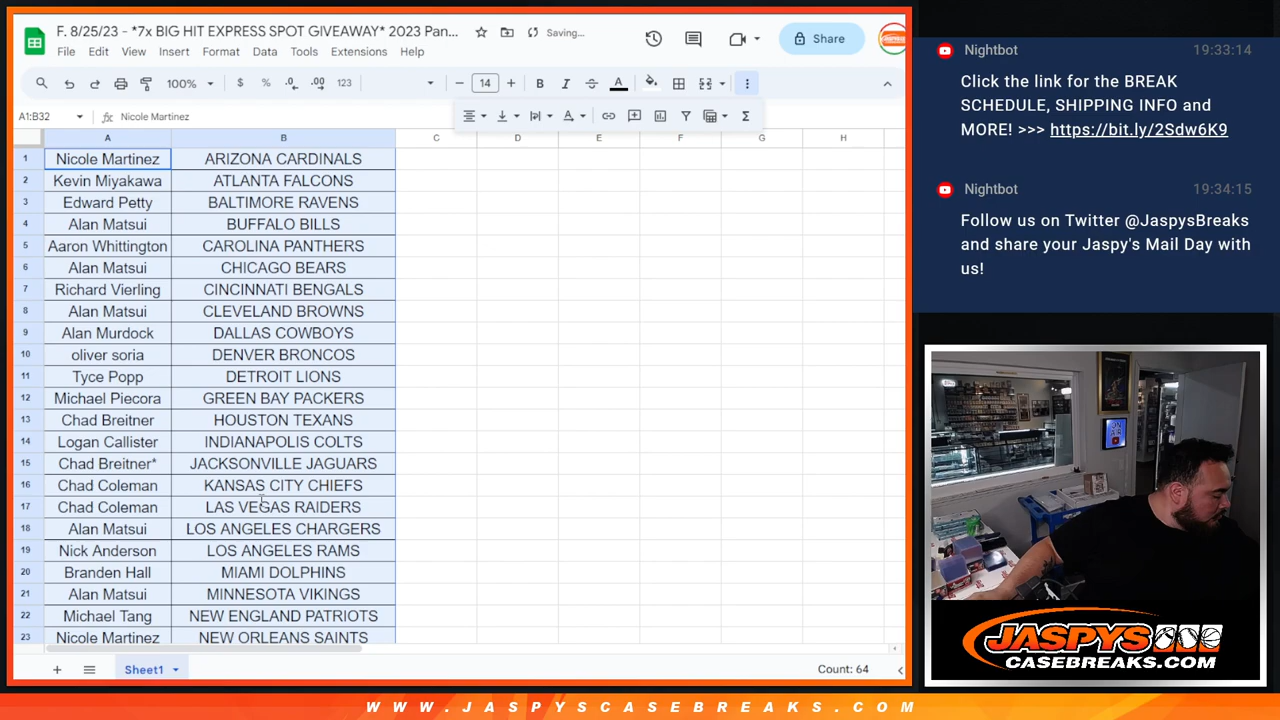 F. 8/25/23 - *7x BIG HIT EXPRESS SPOT GIVEAWAY* 2023 Pan...
Saving...
File Edit View Insert Format Data Tools Extensions Help
Share
100% $ % .0 .00 123 14 B I A
A1:B32 fx Nicole Martinez
A B C D E F G H
1 Nicole Martinez ARIZONA CARDINALS
2 Kevin Miyakawa ATLANTA FALCONS
3 Edward Petty BALTIMORE RAVENS
4 Alan Matsui BUFFALO BILLS
5 Aaron Whittington CAROLINA PANTHERS
6 Alan Matsui CHICAGO BEARS
7 Richard Vierling CINCINNATI BENGALS
8 Alan Matsui CLEVELAND BROWNS
9 Alan Murdock DALLAS COWBOYS
10 oliver soria DENVER BRONCOS
11 Tyce Popp DETROIT LIONS
12 Michael Piecora GREEN BAY PACKERS
13 Chad Breitner HOUSTON TEXANS
14 Logan Callister INDIANAPOLIS COLTS
15 Chad Breitner* JACKSONVILLE JAGUARS
16 Chad Coleman KANSAS CITY CHIEFS
17 Chad Coleman LAS VEGAS RAIDERS
18 Alan Matsui LOS ANGELES CHARGERS
19 Nick Anderson LOS ANGELES RAMS
20 Branden Hall MIAMI DOLPHINS
21 Alan Matsui MINNESOTA VIKINGS
22 Michael Tang NEW ENGLAND PATRIOTS
23 Nicole Martinez NEW ORLEANS SAINTS
Sheet1
Count: 64
Nightbot 19:33:14
Click the link for the BREAK
SCHEDULE, SHIPPING INFO and
MORE! >>> https://bit.ly/2Sdw6K9
Nightbot 19:34:15
Follow us on Twitter @JaspysBreaks
and share your Jaspy's Mail Day with
us!
JASPYS
CASEBREAKS.COM
WWW.JASPYSCASEBREAKS.COM